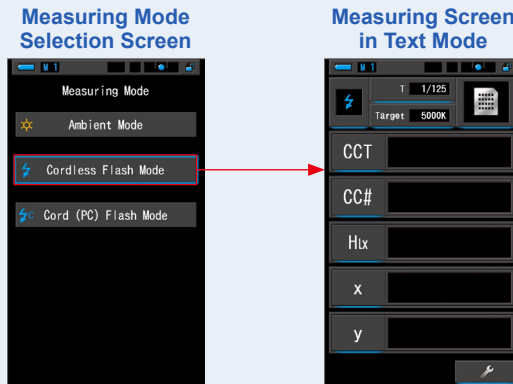 Measuring Mode
Selection Screen
M 1
Measuring Mode
Ambient Mode
Cordless Flash Mode
C Cord (PC) Flash Mode
Measuring Screen
in Text Mode
M 1
T 1/125
Target 5000K
CCT
CC#
HLx
x
y